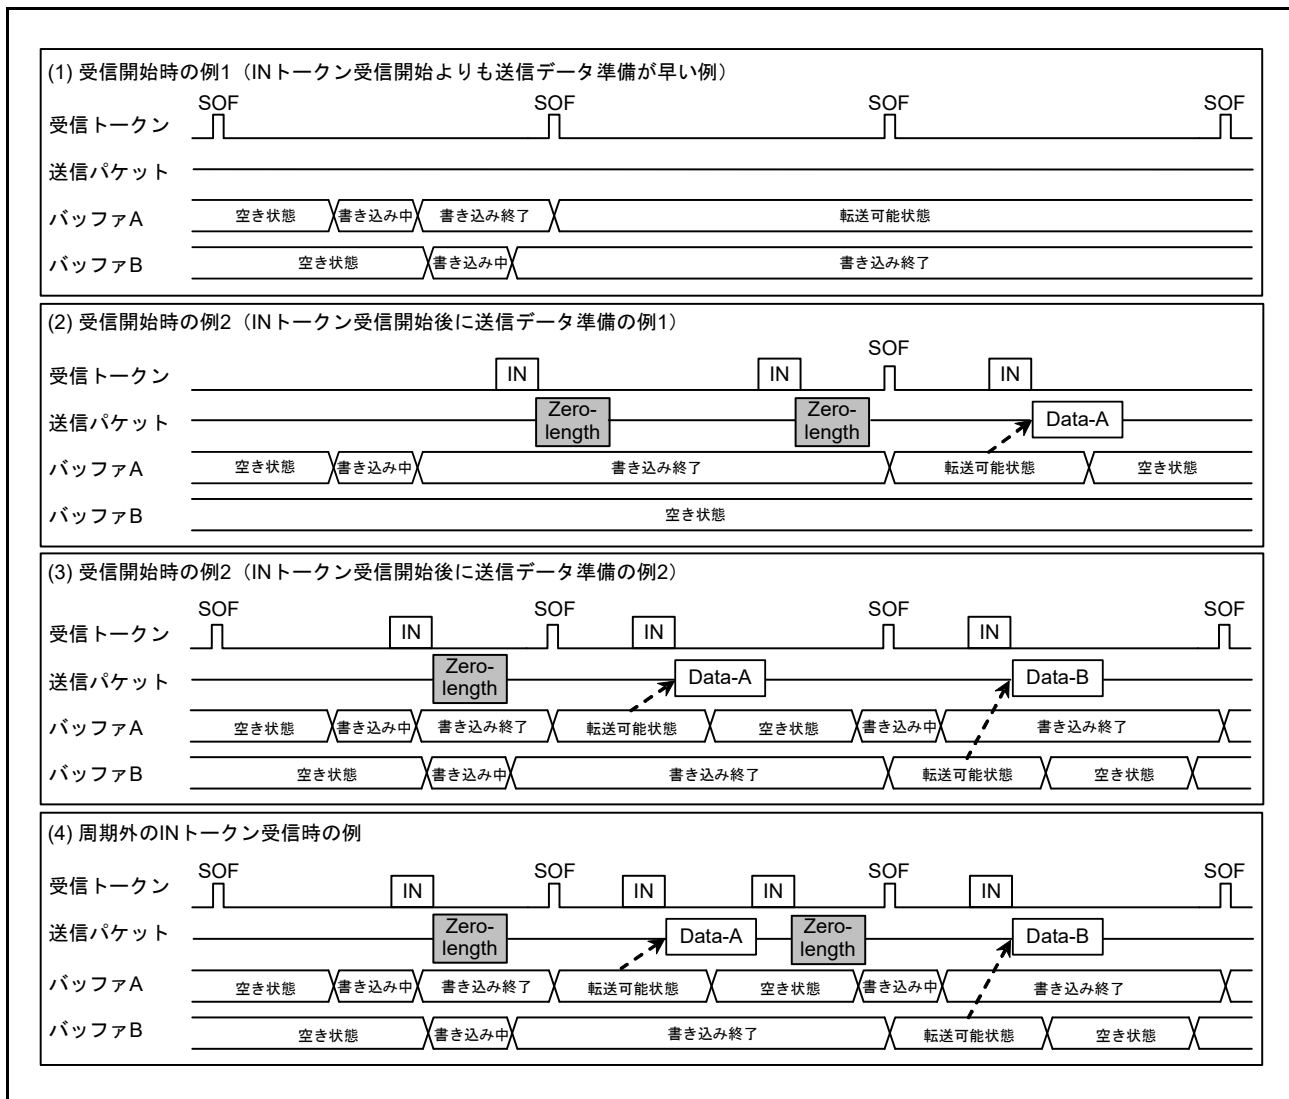 (1) 受信開始時の例1（INトークン受信開始よりも送信データ準備が早い例）
SOF SOF SOF SOF
受信トークン
送信パケット
バッファA 空き状態 書き込み中 書き込み終了 転送可能状態
バッファB 空き状態 書き込み中 書き込み終了
(2) 受信開始時の例2（INトークン受信開始後に送信データ準備の例1）
SOF
受信トークン IN IN IN
送信パケット Zero-length Zero-length Data-A
バッファA 空き状態 書き込み中 書き込み終了 転送可能状態 空き状態
バッファB 空き状態
(3) 受信開始時の例2（INトークン受信開始後に送信データ準備の例2）
SOF SOF SOF SOF
受信トークン IN IN IN
送信パケット Zero-length Data-A Data-B
バッファA 空き状態 書き込み中 書き込み終了 転送可能状態 空き状態 書き込み中 書き込み終了
バッファB 空き状態 書き込み中 書き込み終了 転送可能状態 空き状態
(4) 周期外のINトークン受信時の例
SOF SOF SOF SOF
受信トークン IN IN IN IN
送信パケット Zero-length Data-A Zero-length Data-B
バッファA 空き状態 書き込み中 書き込み終了 転送可能状態 空き状態 書き込み中 書き込み終了
バッファB 空き状態 書き込み中 書き込み終了 転送可能状態 空き状態